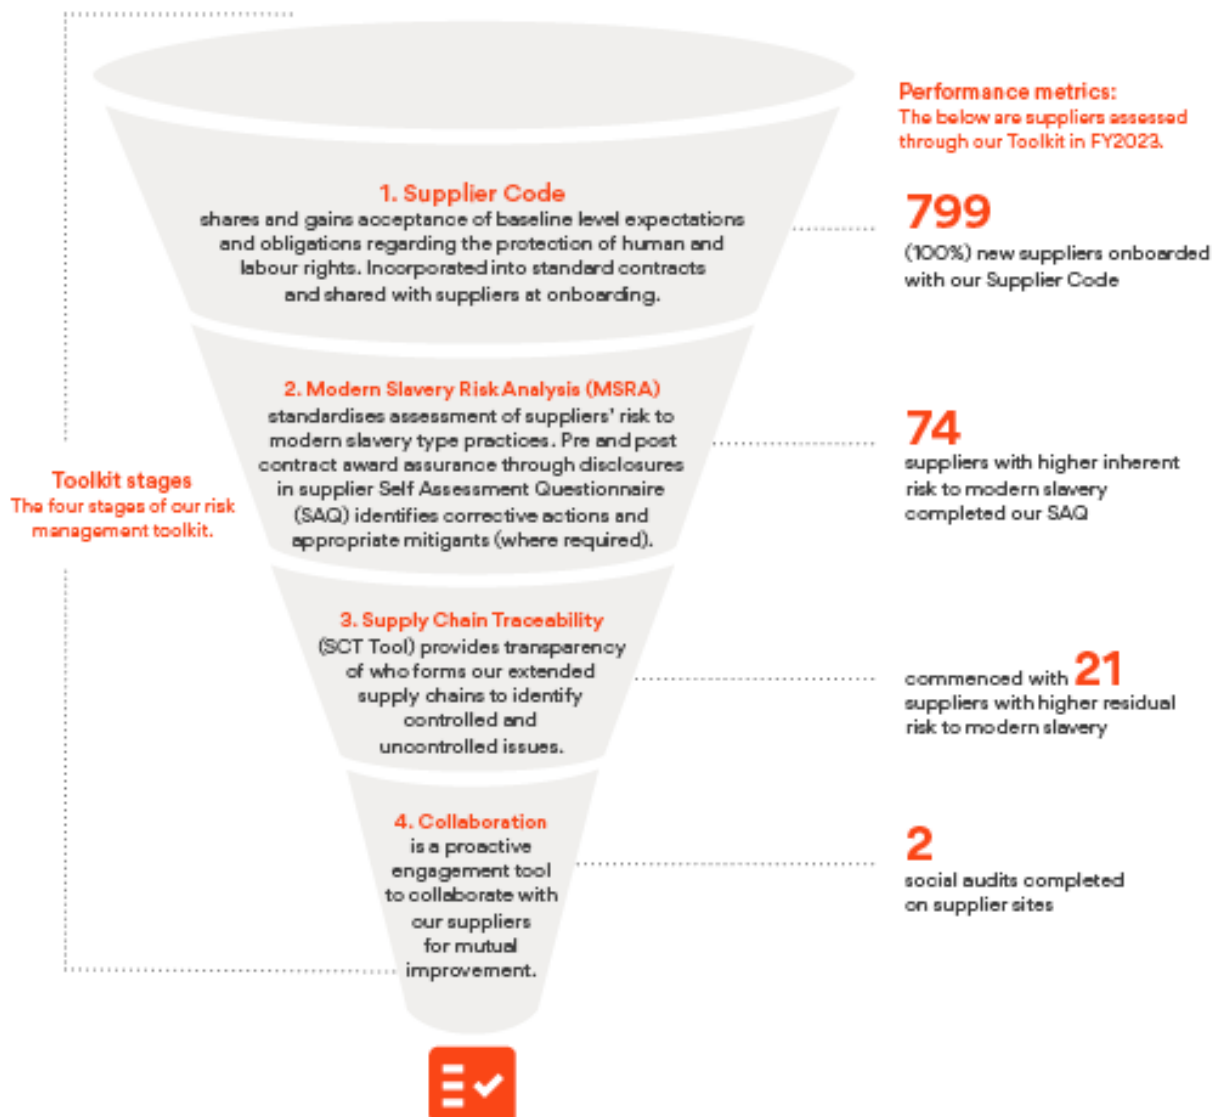 Performance metrics:
The below are suppliers assessed
through our Toolkit in FY2023.
1. Supplier Code
shares and gains acceptance of baseline level expectations
and obligations regarding the protection of human and
labour rights. Incorporated into standard contracts
and shared with suppliers at onboarding.
799
(100%) new suppliers onboarded
with our Supplier Code
2. Modern Slavery Risk Analysis (MSRA)
standardises assessment of suppliers' risk to
modern slavery type practices. Pre and post
contract award assurance through disclosures
in supplier Self Assessment Questionnaire
(SAQ) identifies corrective actions and
appropriate mitigants (where required).
74
suppliers with higher inherent
risk to modern slavery
completed our SAQ
Toolkit stages
The four stages of our risk
management toolkit.
3. Supply Chain Traceability
(SCT Tool) provides transparency
of who forms our extended
supply chains to identify
controlled and
uncontrolled issues.
commenced with 21
suppliers with higher residual
risk to modern slavery
4. Collaboration
is a proactive
engagement tool
to collaborate with
our suppliers
for mutual
improvement.
2
social audits completed
on supplier sites